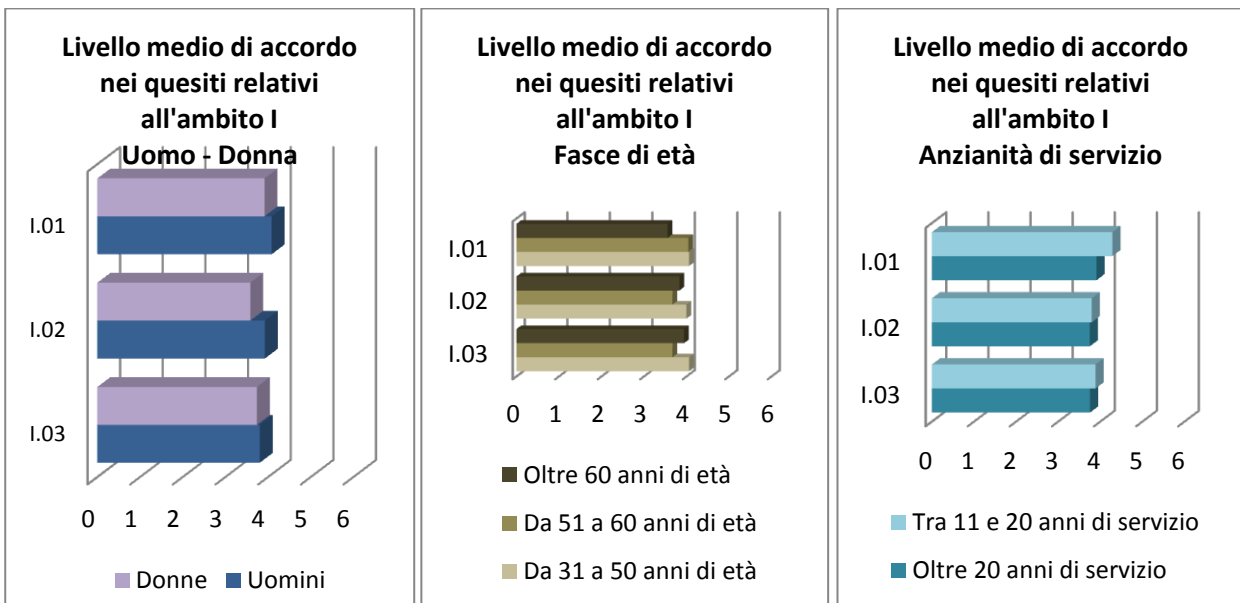 Livello medio di accordo
nei quesiti relativi
all'ambito I
Uomo - Donna
I.01
I.02
I.03
0 1 2 3 4 5 6
Donne Uomini
Livello medio di accordo
nei quesiti relativi
all'ambito I
Fasce di età
I.01
I.02
I.03
0 1 2 3 4 5 6
Oltre 60 anni di età
Da 51 a 60 anni di età
Da 31 a 50 anni di età
Livello medio di accordo
nei quesiti relativi
all'ambito I
Anzianità di servizio
I.01
I.02
I.03
0 1 2 3 4 5 6
Tra 11 e 20 anni di servizio
Oltre 20 anni di servizio